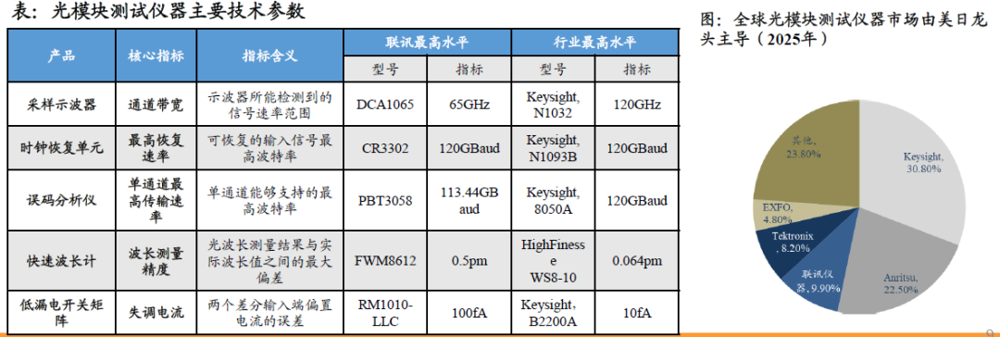 表：光模块测试仪器主要技术参数
产品
核心指标
指标含义
联讯最高水平
行业最高水平
型号
指标
型号
指标
采样示波器
通道带宽
示波器所能检测到的
信号速率范围
DCA1065
65GHz
Keysight,
N1032
120GHz
时钟恢复单元
最高恢复
速率
可恢复的输入信号最
高波特率
CR3302
120GBaud
Keysight,
N1093B
120GBaud
误码分析仪
单通道最
高传输速
率
单通道能够支持的最
高波特率
PBT3058
113.44GB
aud
Keysight,
8050A
120GBaud
快速波长计
波长测量
精度
光波长测量结果与实
际波长值之间的最大
偏差
FWM8612
0.5pm
HighFiness
e
WS8-10
0.064pm
低漏电开关矩
阵
失调电流
两个差分输入端偏置
电流的误差
RM1010-
LLC
100fA
Keysight，
B2200A
10fA
图：全球光模块测试仪器市场由美日龙
头主导（2025年）
其他,
23.80%
Keysight,
30.80%
EXFO,
4.80%
Tektronix
, 8.20%
联讯仪
器, 9.90%
Anritsu,
22.50%
9